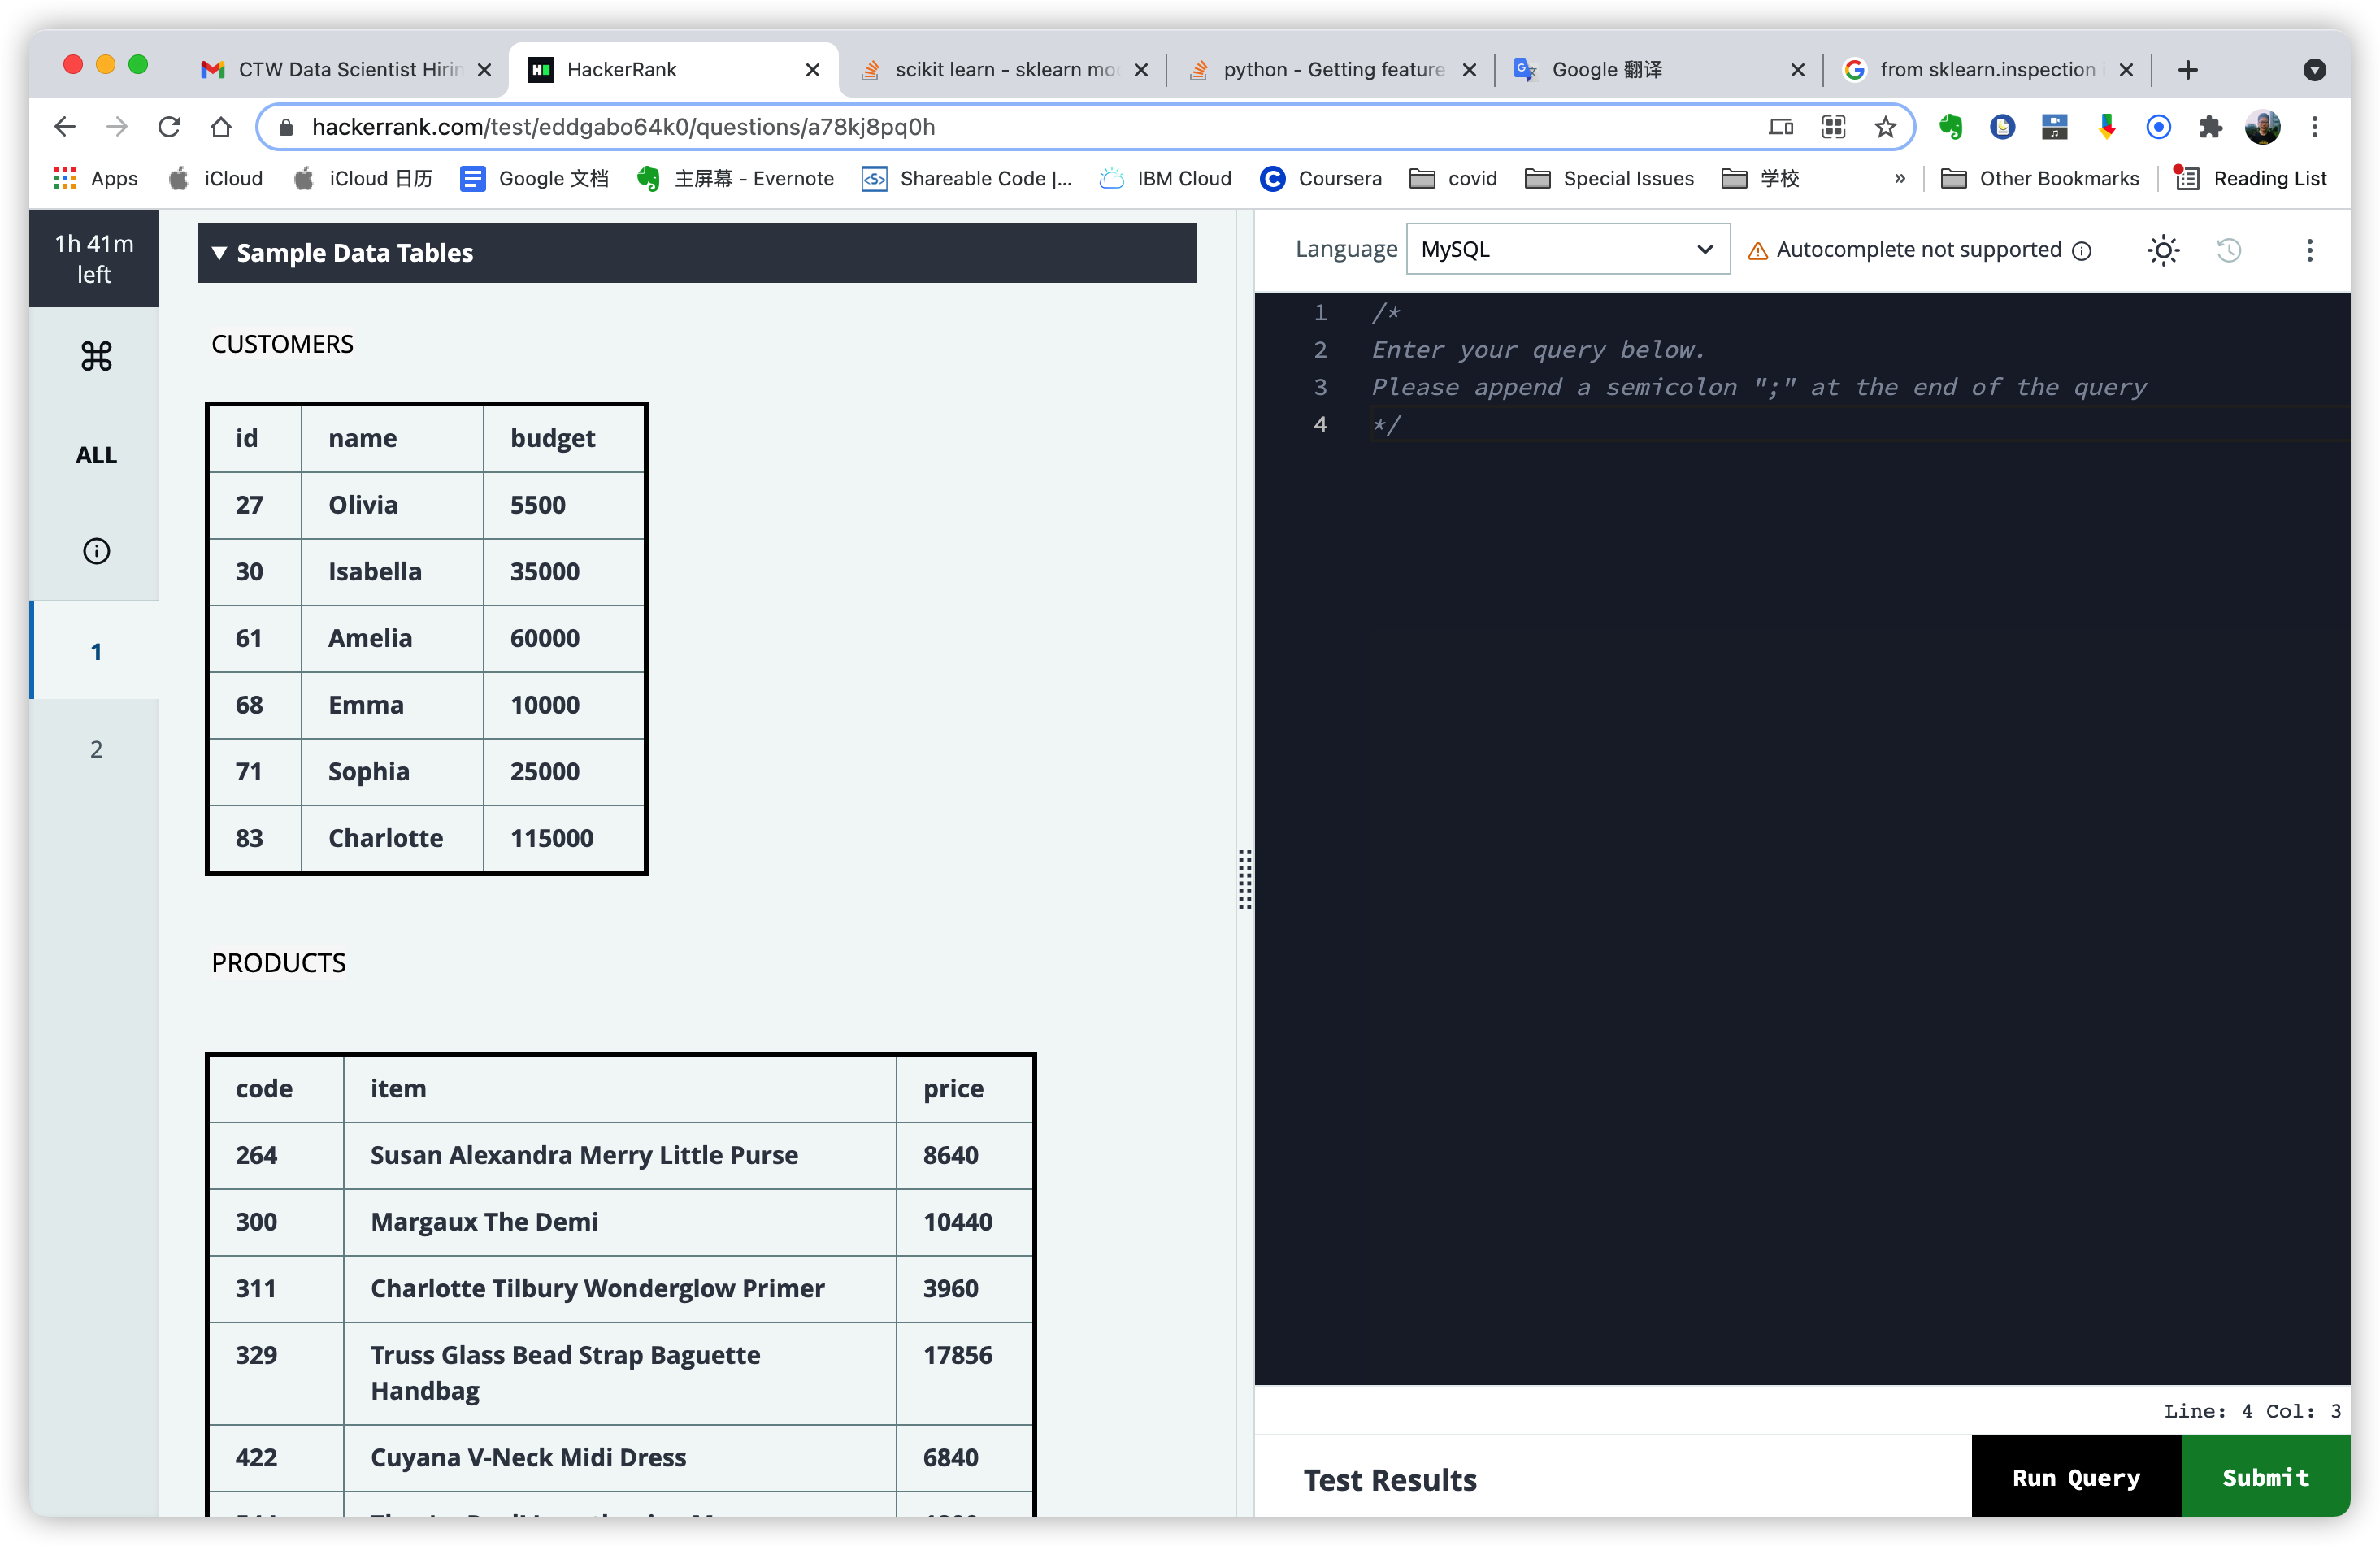 CTW Data Scientist Hirin
HackerRank
scikit learn - sklearn mo
python - Getting feature
Google 翻译
from sklearn.inspection
hackerrank.com/test/eddgabo64k0/questions/a78kj8pq0h
Apps
iCloud
iCloud 日历
Google 文档
主屏幕 - Evernote
Shareable Code |...
IBM Cloud
Coursera
covid
Special Issues
学校
»
Other Bookmarks
Reading List
1h 41m
left
ALL
1
2
Sample Data Tables
CUSTOMERS
id name budget
27 Olivia 5500
30 Isabella 35000
61 Amelia 60000
68 Emma 10000
71 Sophia 25000
83 Charlotte 115000
PRODUCTS
code item price
264 Susan Alexandra Merry Little Purse 8640
300 Margaux The Demi 10440
311 Charlotte Tilbury Wonderglow Primer 3960
329 Truss Glass Bead Strap Baguette 17856
Handbag
422 Cuyana V-Neck Midi Dress 6840
Language MySQL Autocomplete not supported
1 /*
2 Enter your query below.
3 Please append a semicolon ";" at the end of the query
4 */
Line: 4 Col: 3
Test Results
Run Query
Submit